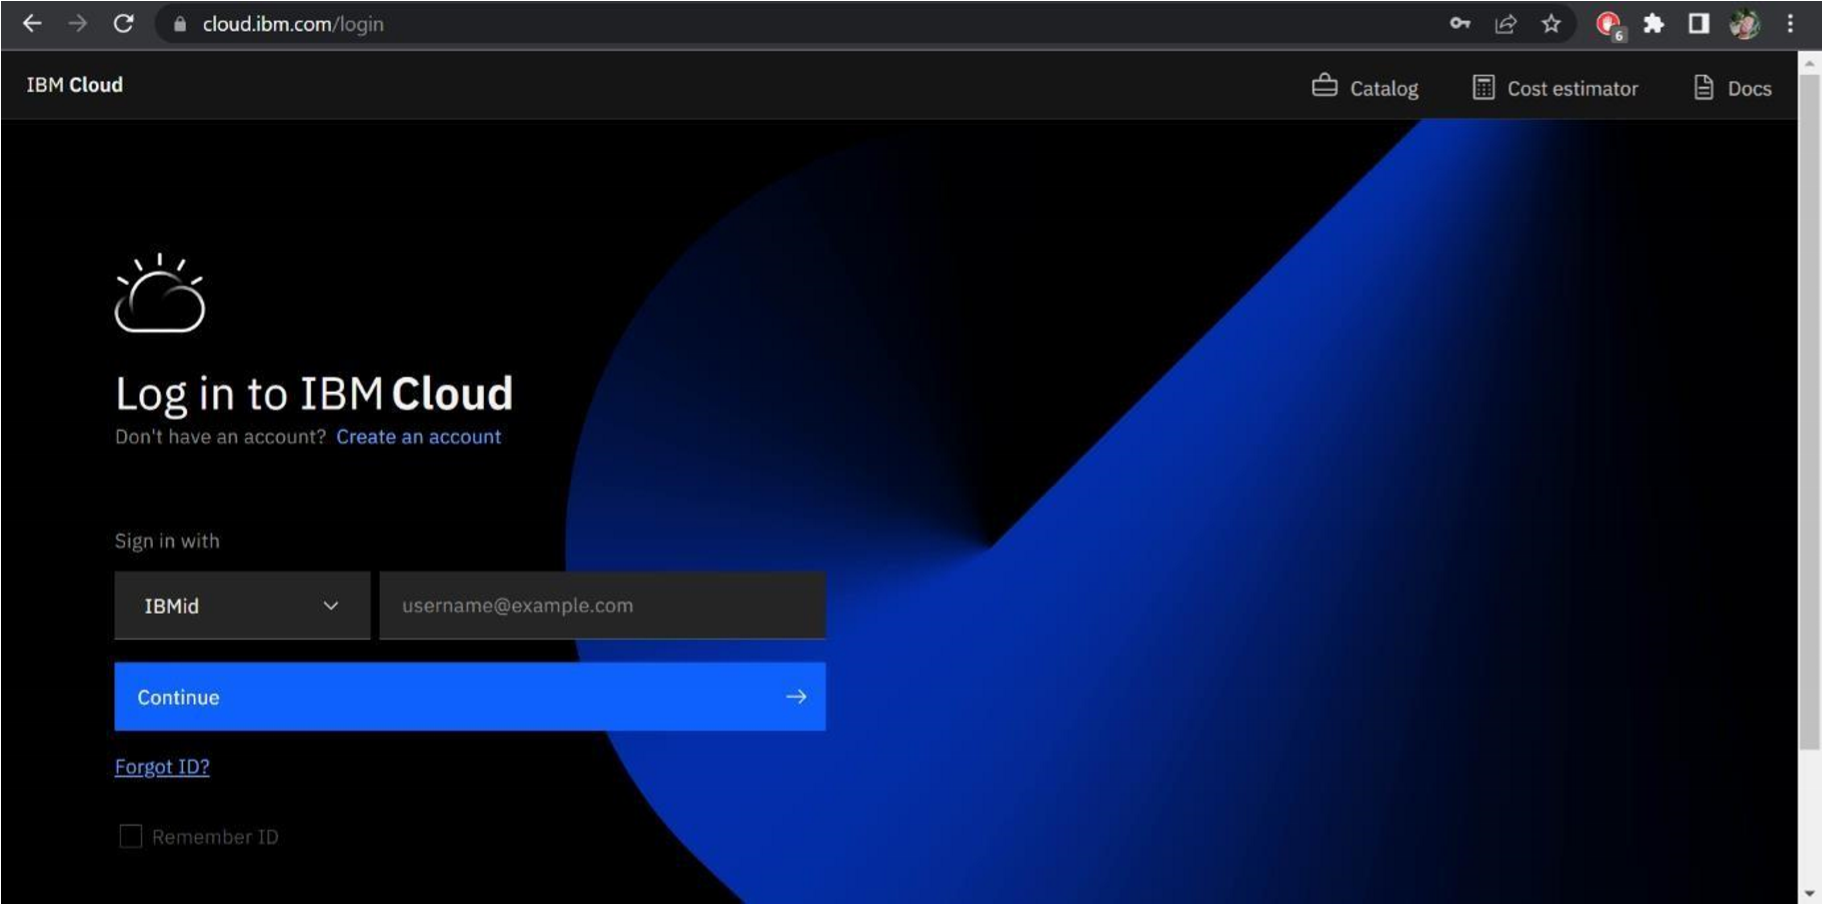 cloud.ibm.com/login
6
IBM Cloud
Catalog
Cost estimator
Docs
Log in to IBM Cloud
Don't have an account? Create an account
Sign in with
IBMid
username@example.com
Continue
Forgot ID?
Remember ID